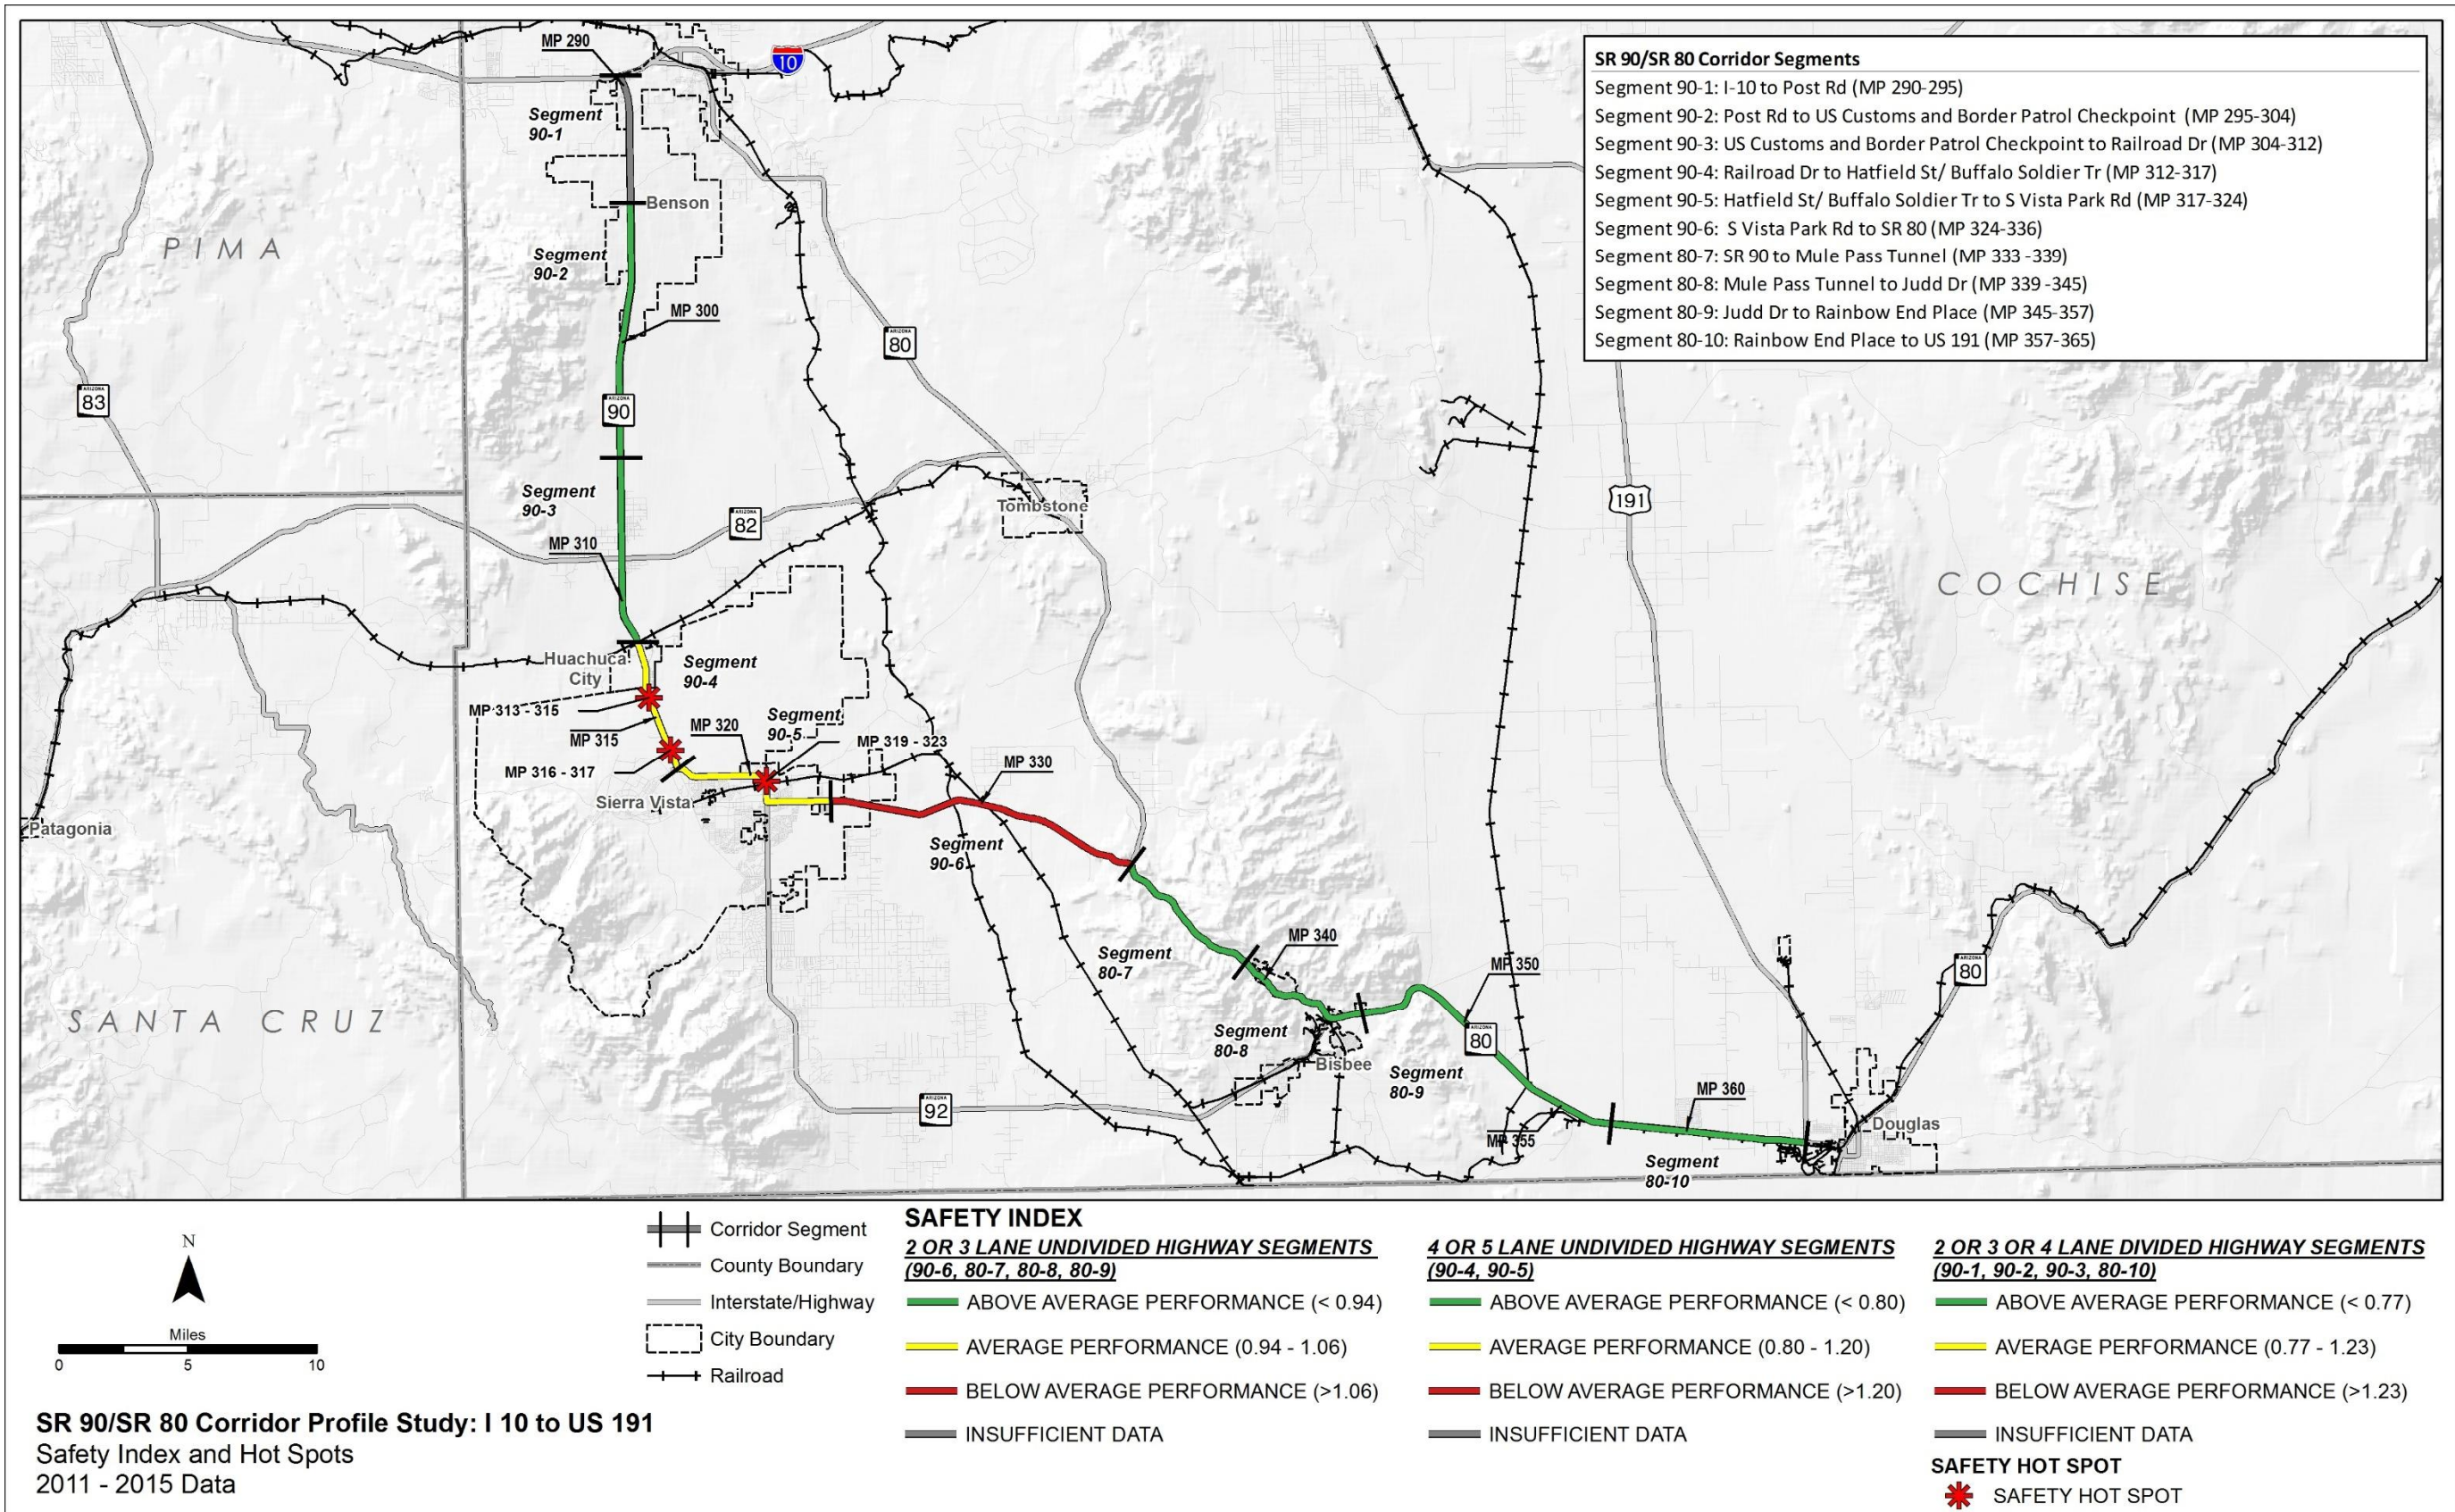 SR 90/SR 80 Corridor Segments
Segment 90-1: I-10 to Post Rd (MP 290-295)
Segment 90-2: Post Rd to US Customs and Border Patrol Checkpoint (MP 295-304)
Segment 90-3: US Customs and Border Patrol Checkpoint to Railroad Dr (MP 304-312)
Segment 90-4: Railroad Dr to Hatfield St/ Buffalo Soldier Tr (MP 312-317)
Segment 90-5: Hatfield St/ Buffalo Soldier Tr to S Vista Park Rd (MP 317-324)
Segment 90-6: S Vista Park Rd to SR 80 (MP 324-336)
Segment 80-7: SR 90 to Mule Pass Tunnel (MP 333 -339)
Segment 80-8: Mule Pass Tunnel to Judd Dr (MP 339 -345)
Segment 80-9: Judd Dr to Rainbow End Place (MP 345-357)
Segment 80-10: Rainbow End Place to US 191 (MP 357-365)
MP 290
10
Segment
90-1
Benson
PIMA
Segment
90-2
MP 300
ARIZONA
80
ARIZONA
83
ARIZONA
90
Segment
90-3
Tombstone
191
ARIZONA
82
MP 310
COCHISE
Huachuca
City
Segment
90-4
MP 313 - 315
MP 315
MP 320
Segment
90-5
MP 319 - 323
MP 316 - 317
MP 330
Sierra Vista
Patagonia
Segment
90-6
MP 340
Segment
80-7
MP 350
ARIZONA
80
SANTA CRUZ
Segment
80-8
ARIZONA
80
Bisbee
Segment
80-9
MP 360
ARIZONA
92
Douglas
MP 355
Segment
80-10
N
Miles
0
5
10
SR 90/SR 80 Corridor Profile Study: I 10 to US 191
Safety Index and Hot Spots
2011 - 2015 Data
Corridor Segment
County Boundary
Interstate/Highway
City Boundary
Railroad
SAFETY INDEX
2 OR 3 LANE UNDIVIDED HIGHWAY SEGMENTS
(90-6, 80-7, 80-8, 80-9)
ABOVE AVERAGE PERFORMANCE (< 0.94)
AVERAGE PERFORMANCE (0.94 - 1.06)
BELOW AVERAGE PERFORMANCE (>1.06)
INSUFFICIENT DATA
4 OR 5 LANE UNDIVIDED HIGHWAY SEGMENTS
(90-4, 90-5)
ABOVE AVERAGE PERFORMANCE (< 0.80)
AVERAGE PERFORMANCE (0.80 - 1.20)
BELOW AVERAGE PERFORMANCE (>1.20)
INSUFFICIENT DATA
2 OR 3 OR 4 LANE DIVIDED HIGHWAY SEGMENTS
(90-1, 90-2, 90-3, 80-10)
ABOVE AVERAGE PERFORMANCE (< 0.77)
AVERAGE PERFORMANCE (0.77 - 1.23)
BELOW AVERAGE PERFORMANCE (>1.23)
INSUFFICIENT DATA
SAFETY HOT SPOT
SAFETY HOT SPOT